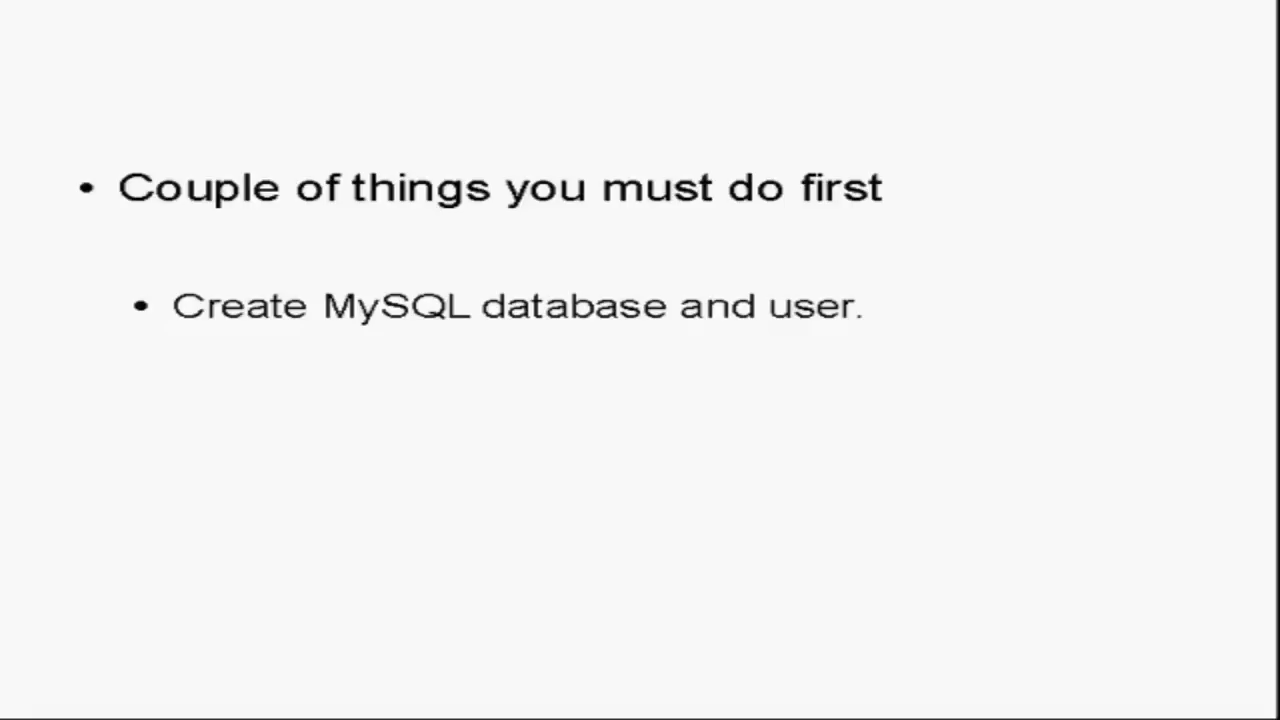 • Couple of things you must do first
• Create MySQL database and user.